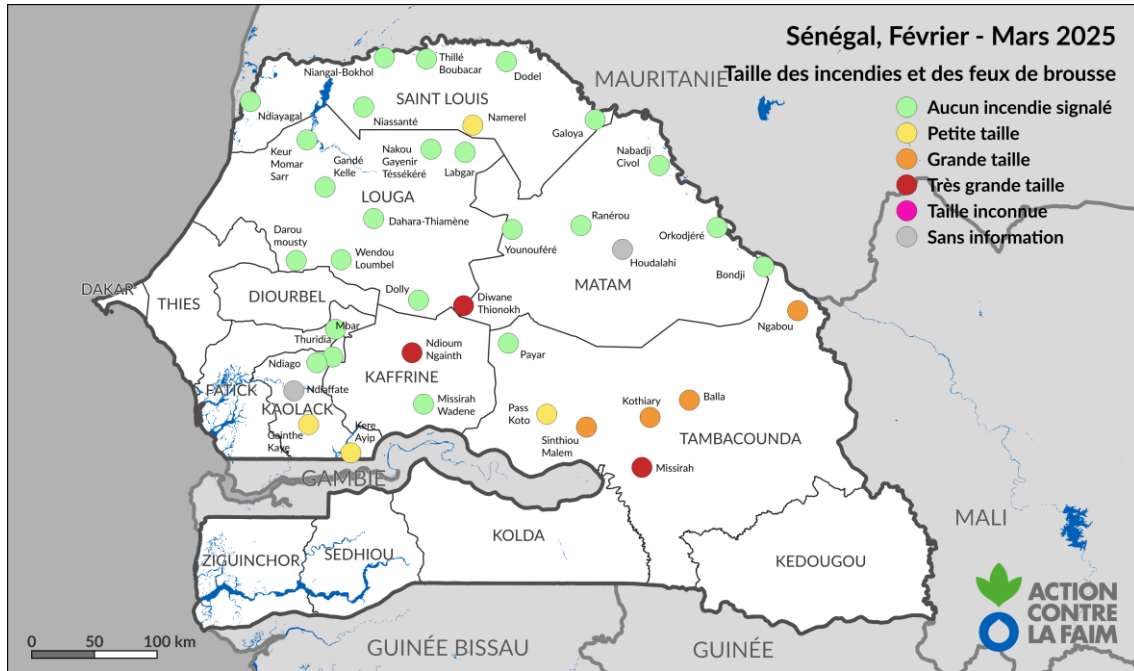 Sénégal, Février - Mars 2025
Taille des incendies et des feux de brousse
Aucun incendie signalé
Petite taille
Grande taille
Très grande taille
Taille inconnue
Sans information
MAURITANIE
Niangal-Bokhol
Thillé
Boubacar
Dodel
SAINT LOUIS
Ndiayagal
Niassanté
Namerel
Galoya
Keur
Momar
Sarr
Gandé
Kelle
Nakou
Gayenir
Téssékéré
Labgar
Nabadji
Civol
LOUGA
Dahara-Thiamène
Ranérou
Younouféré
Orkodjéré
Houdalahi
Darou
mousty
Wendou
Loumbel
Bondji
MATAM
DAKAR
THIES
DIOURBEL
Dolly
Diwane
Thionokh
Ngabou
Mbar
Thuridia
Ndiago
Ndioum
Ngainth
Payar
KAFFRINE
FATICK
Ndiaffate
KAOLACK
Missirah
Wadene
Gainthe
Kaye
Kere
Ayip
Pass
Koto
Sinthiou
Malem
Kothiary
Balla
TAMBACOUNDA
Missirah
GAMBIE
MALI
KOLDA
ZIGUINCHOR
SEDHIOU
KEDOUGOU
GUINÉE BISSAU
GUINÉE
0 50 100 km
ACTION
CONTRE
LA FAIM